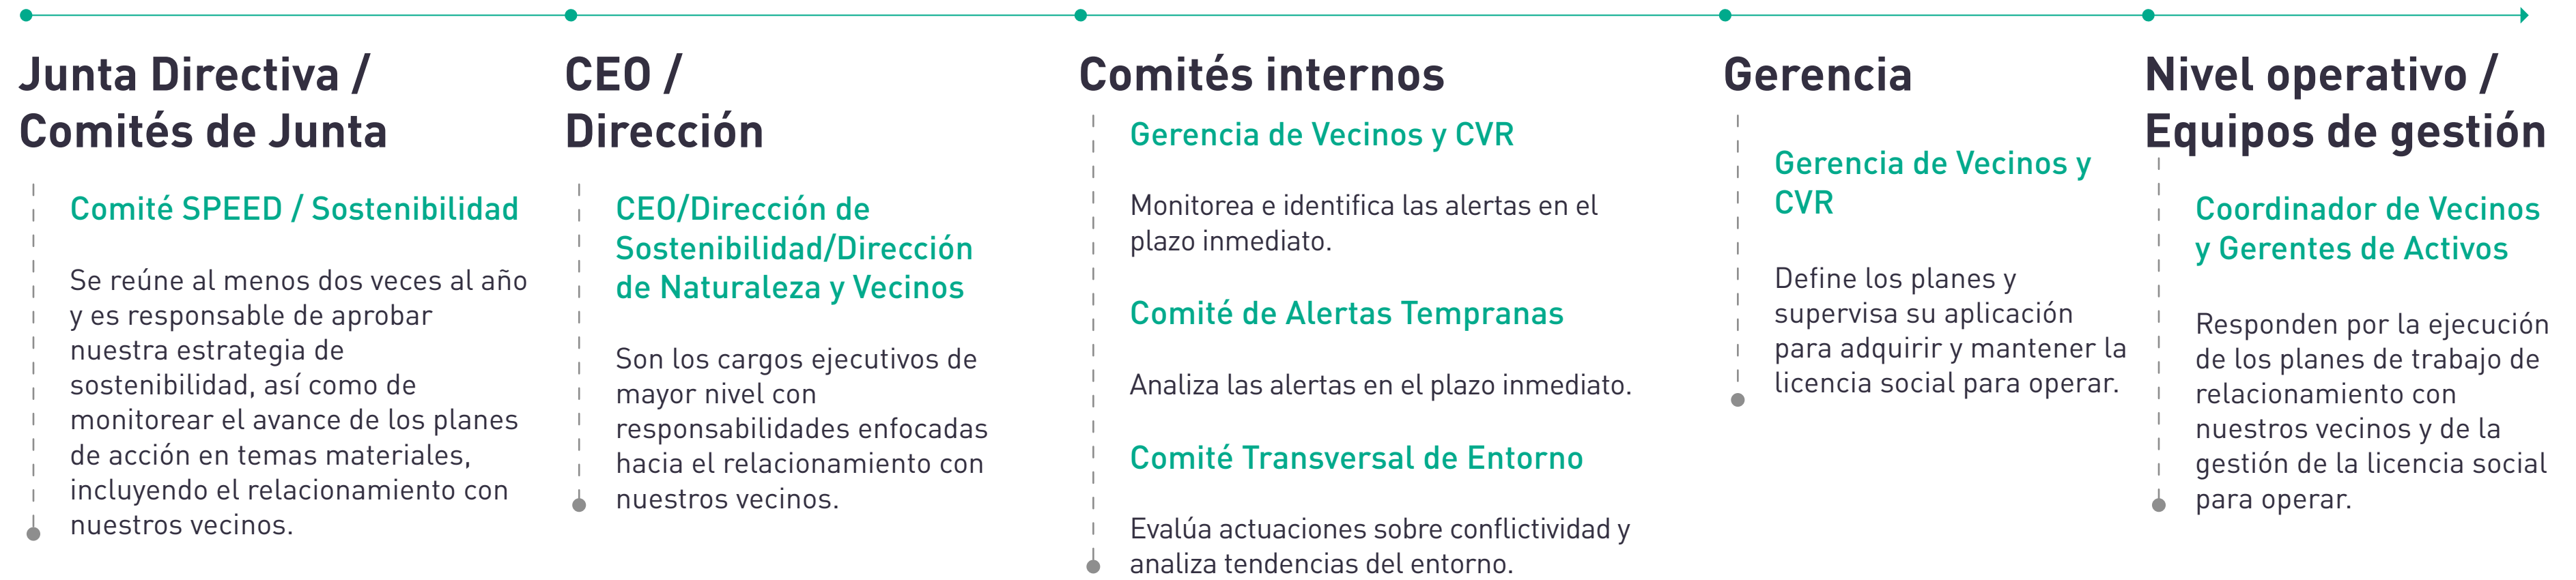 Junta Directiva /
Comités de Junta
Comité SPEED / Sostenibilidad
Se reúne al menos dos veces al año
y es responsable de aprobar
nuestra estrategia de
sostenibilidad, así como de
monitorear el avance de los planes
de acción en temas materiales,
incluyendo el relacionamiento con
nuestros vecinos.
CEO /
Dirección
CEO/Dirección de
Sostenibilidad/Dirección
de Naturaleza y Vecinos
Son los cargos ejecutivos de
mayor nivel con
responsabilidades enfocadas
hacia el relacionamiento con
nuestros vecinos.
Comités internos
Gerencia de Vecinos y CVR
Monitorea e identifica las alertas en el
plazo inmediato.
Comité de Alertas Tempranas
Analiza las alertas en el plazo inmediato.
Comité Transversal de Entorno
Evalúa actuaciones sobre conflictividad y
analiza tendencias del entorno.
Gerencia
Gerencia de Vecinos y
CVR
Define los planes y
supervisa su aplicación
para adquirir y mantener la
licencia social para operar.
Nivel operativo /
Equipos de gestión
Coordinador de Vecinos
y Gerentes de Activos
Responden por la ejecución
de los planes de trabajo de
relacionamiento con
nuestros vecinos y de la
gestión de la licencia social
para operar.